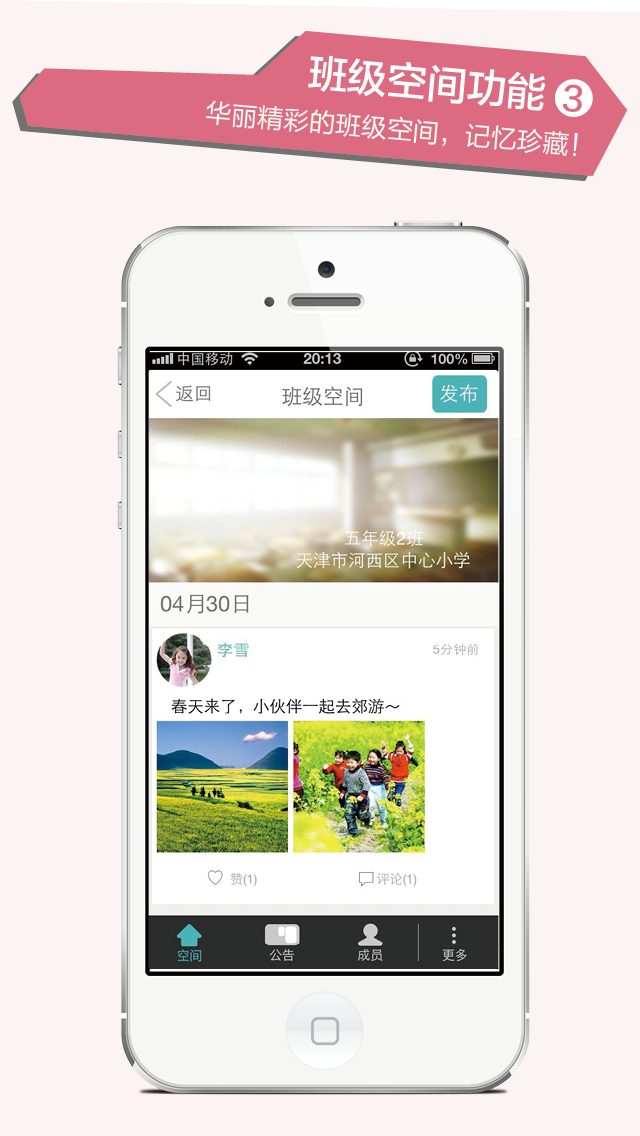 班级空间功能 3
华丽精彩的班级空间，记忆珍藏！
中国移动 20:13 100%
返回 班级空间 发布
五年级2班
天津市河西区中心小学
04月30日
李雪 5分钟前
春天来了，小伙伴一起去郊游～
赞(1) 评论(1)
空间 公告 成员 更多